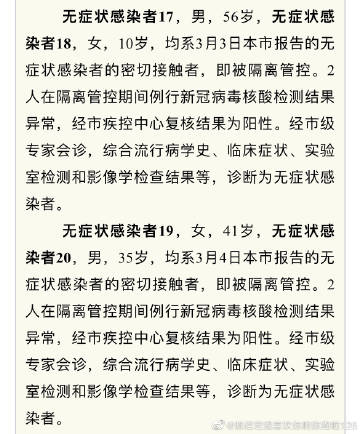 无症状感染者17，男，56岁，无症状感
染者18，女，10岁，均系3月3日本市报告的无
症状感染者的密切接触者，即被隔离管控。2
人在隔离管控期间例行新冠病毒核酸检测结果
异常，经市疾控中心复核结果为阳性。经市级
专家会诊，综合流行病学史、临床症状、实验
室检测和影像学检查结果等，诊断为无症状感
染者。
无症状感染者19，女，41岁，无症状感
染者20，男，35岁，均系3月4日本市报告的无
症状感染者的密切接触者，即被隔离管控。2
人在隔离管控期间例行新冠病毒核酸检测结果
异常，经市疾控中心复核结果为阳性。经市级
专家会诊，综合流行病学史、临床症状、实验
室检测和影像学检查结果等，诊断为无症状感
染者。